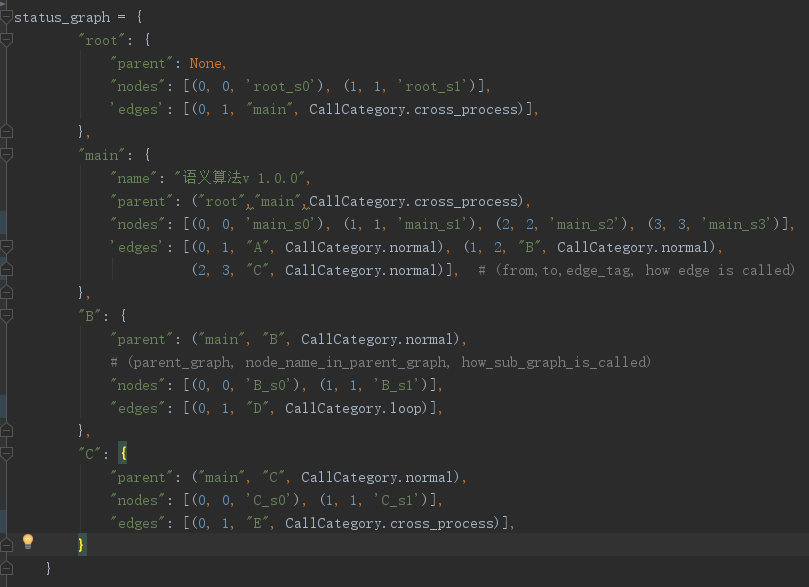 status_graph = {
"root": {
"parent": None,
"nodes": [(0, 0, 'root_s0'), (1, 1, 'root_s1')],
'edges': [(0, 1, "main", CallCategory.cross_process)],
},
"main": {
"name": "语义算法v 1.0.0",
"parent": ("root","main",CallCategory.cross_process),
"nodes": [(0, 0, 'main_s0'), (1, 1, 'main_s1'), (2, 2, 'main_s2'), (3, 3, 'main_s3')],
'edges': [(0, 1, "A", CallCategory.normal), (1, 2, "B", CallCategory.normal),
(2, 3, "C", CallCategory.normal)],  # (from,to,edge_tag, how edge is called)
},
"B": {
"parent": ("main", "B", CallCategory.normal),
# (parent_graph, node_name_in_parent_graph, how_sub_graph_is_called)
"nodes": [(0, 0, 'B_s0'), (1, 1, 'B_s1')],
"edges": [(0, 1, "D", CallCategory.loop)],
},
"C": {
"parent": ("main", "C", CallCategory.normal),
"nodes": [(0, 0, 'C_s0'), (1, 1, 'C_s1')],
"edges": [(0, 1, "E", CallCategory.cross_process)],
}
}